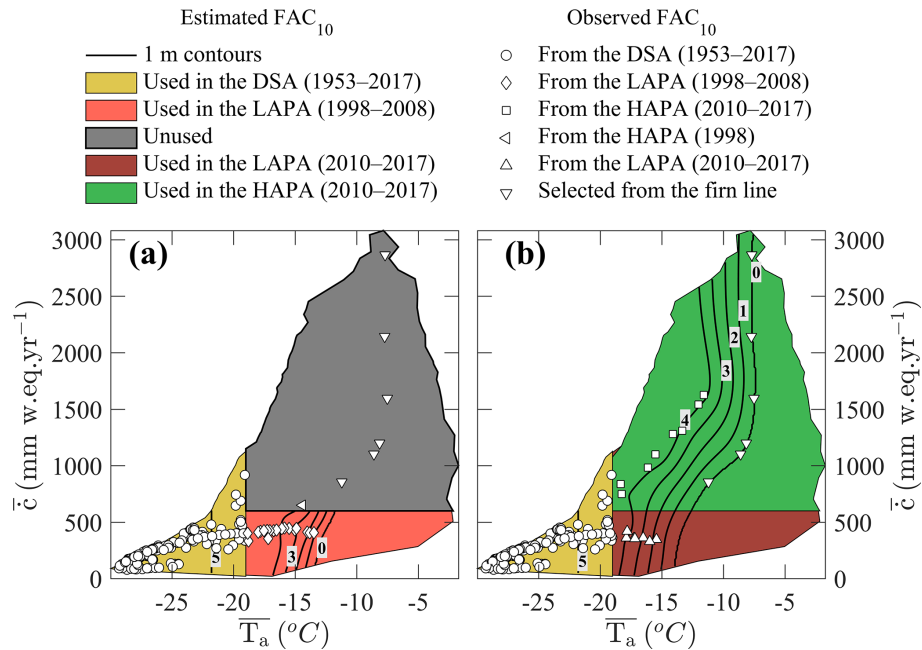 Estimated FAC10
1 m contours
Used in the DSA (1953–2017)
Used in the LAPA (1998–2008)
Unused
Used in the LAPA (2010–2017)
Used in the HAPA (2010–2017)
Observed FAC10
From the DSA (1953–2017)
From the LAPA (1998–2008)
From the HAPA (2010–2017)
From the HAPA (1998)
From the LAPA (2010–2017)
Selected from the firn line
(a)
3000
2500
2000
1500
1000
500
0
c̄̇ (mm w.eq.yr⁻¹)
5
3
0
-25
-20
-15
-10
-5
T̅a̅ (°C)
(b)
0
1
2
3
4
5
3000
2500
2000
1500
1000
500
0
c̄̇ (mm w.eq.yr⁻¹)
-25
-20
-15
-10
-5
T̅a̅ (°C)